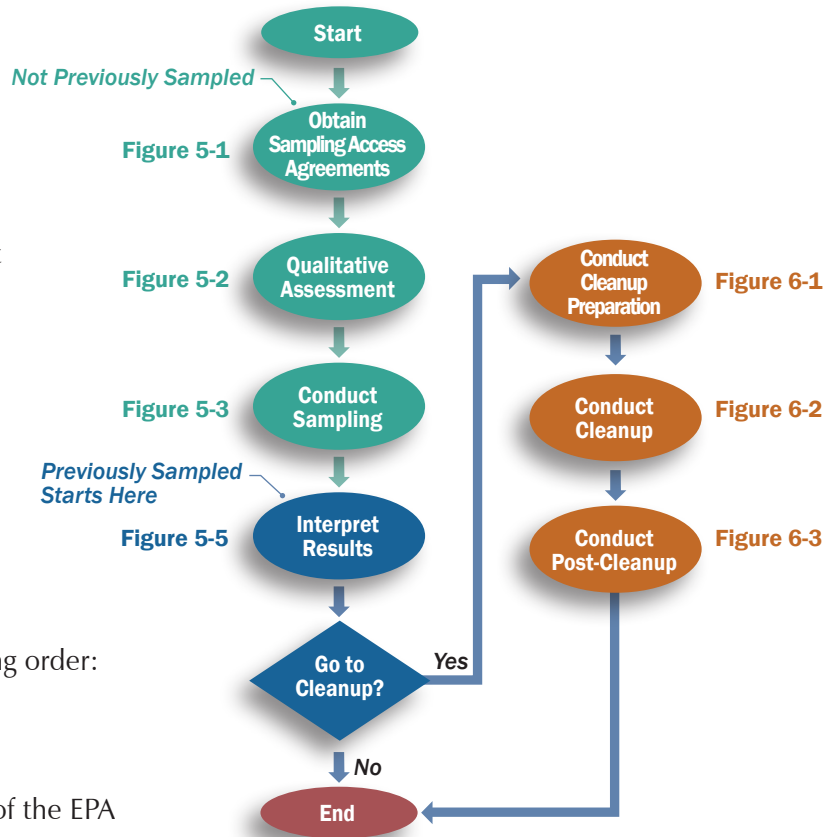 Start
Not Previously Sampled
Figure 5-1
Obtain
Sampling Access
Agreements
Figure 5-2
Qualitative
Assessment
Figure 5-3
Conduct
Sampling
Previously Sampled
Starts Here
Figure 5-5
Interpret
Results
ng order:
Go to
Cleanup?
Yes
No
of the EPA
End
Conduct
Cleanup
Preparation
Figure 6-1
Conduct
Cleanup
Figure 6-2
Conduct
Post-Cleanup
Figure 6-3